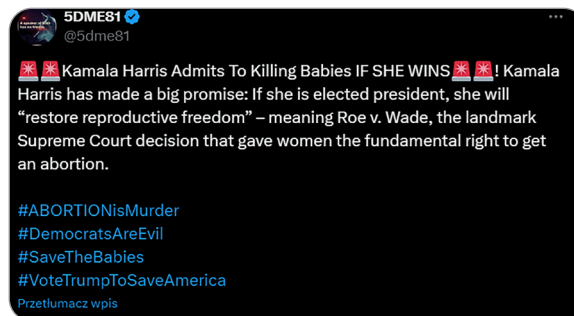 5DME81
@5dme81
🚨🚨Kamala Harris Admits To Killing Babies IF SHE WINS🚨🚨! Kamala
Harris has made a big promise: If she is elected president, she will
“restore reproductive freedom” – meaning Roe v. Wade, the landmark
Supreme Court decision that gave women the fundamental right to get
an abortion.
#ABORTIONisMurder
#DemocratsAreEvil
#SaveTheBabies
#VoteTrumpToSaveAmerica
Przetłumacz wpis